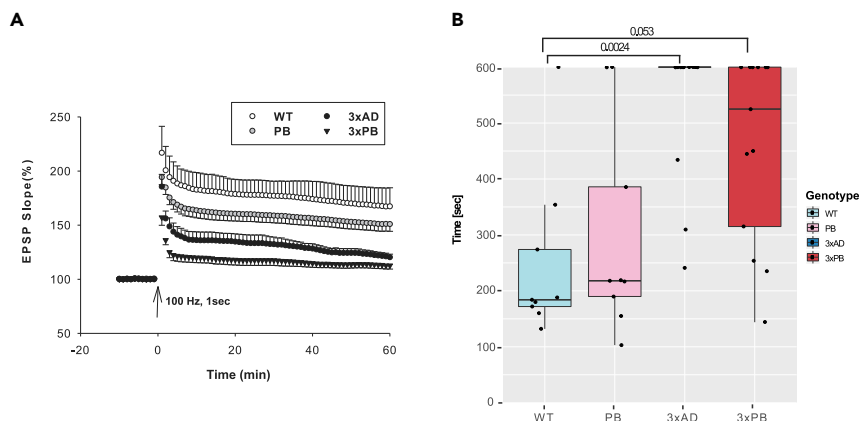 A
B
WT
3xAD
PB
3xPB
250
200
150
100
50
EPSP Slope(%)
100 Hz, 1sec
-20
0
20
40
60
Time (min)
0.053
0.0024
600
500
400
300
200
100
0
Time [sec]
WT
PB
3xAD
3xPB
Genotype
WT
PB
3xAD
3xPB